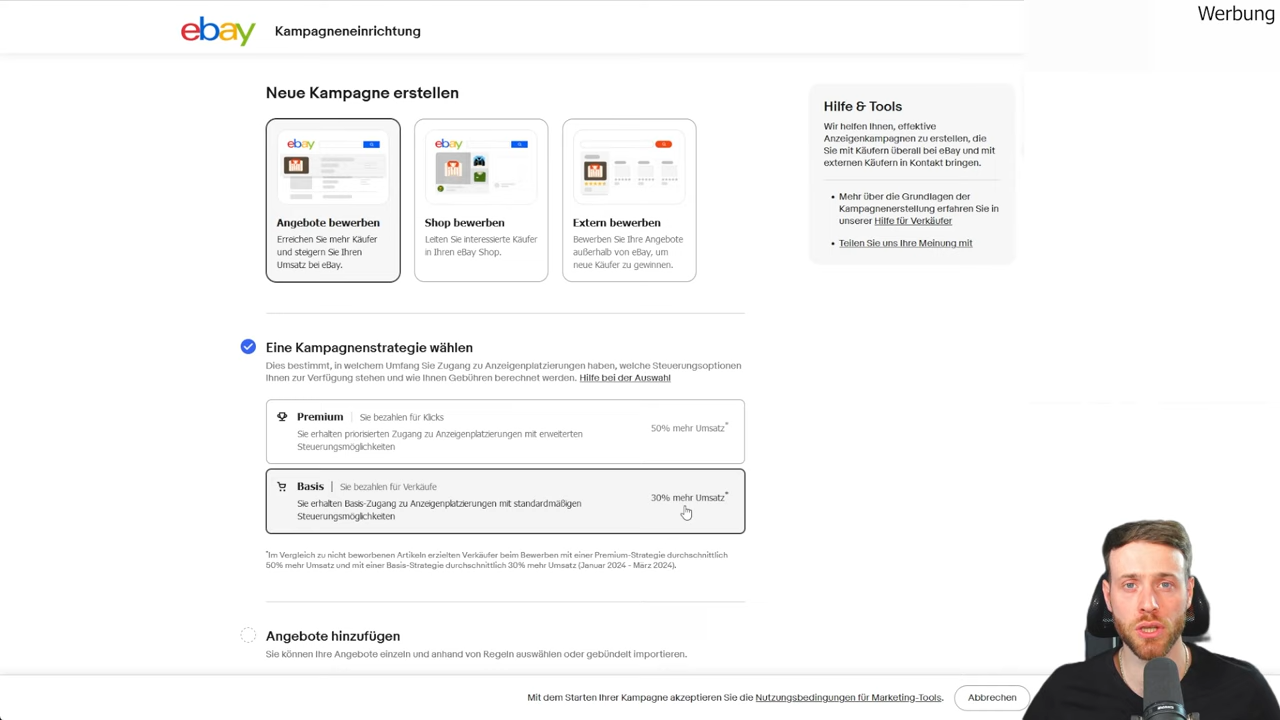 Werbung
ebay
Kampagneneinrichtung
Neue Kampagne erstellen
ebay
Angebote bewerben
Erreichen Sie mehr Käufer
und steigern Sie Ihren
Umsatz bei eBay.
ebay
Shop bewerben
Leiten Sie interessierte Käufer
in Ihren eBay Shop.
Extern bewerben
Bewerben Sie Ihre Angebote
außerhalb von eBay, um
neue Käufer zu gewinnen.
Hilfe & Tools
Wir helfen Ihnen, effektive
Anzeigenkampagnen zu erstellen, die
Sie mit Käufern überall bei eBay und mit
externen Käufern in Kontakt bringen.
• Mehr über die Grundlagen der
Kampagnenerstellung erfahren Sie in
unserer Hilfe für Verkäufer
• Teilen Sie uns Ihre Meinung mit
Eine Kampagnenstrategie wählen
Dies bestimmt, in welchem Umfang Sie Zugang zu Anzeigenplatzierungen haben, welche Steuerungsoptionen
Ihnen zur Verfügung stehen und wie Ihnen Gebühren berechnet werden. Hilfe bei der Auswahl
Premium | Sie bezahlen für Klicks
Sie erhalten priorisierten Zugang zu Anzeigenplatzierungen mit erweiterten
Steuerungsmöglichkeiten
50% mehr Umsatz*
Basis | Sie bezahlen für Verkäufe
Sie erhalten Basis-Zugang zu Anzeigenplatzierungen mit standardmäßigen
Steuerungsmöglichkeiten
30% mehr Umsatz*
*Im Vergleich zu nicht beworbenen Artikeln erzielten Verkäufer beim Bewerben mit einer Premium-Strategie durchschnittlich
50% mehr Umsatz und mit einer Basis-Strategie durchschnittlich 30% mehr Umsatz (Januar 2024 - März 2024).
Angebote hinzufügen
Sie können Ihre Angebote einzeln und anhand von Regeln auswählen oder gebündelt importieren.
Mit dem Starten Ihrer Kampagne akzeptieren Sie die Nutzungsbedingungen für Marketing-Tools.
Abbrechen